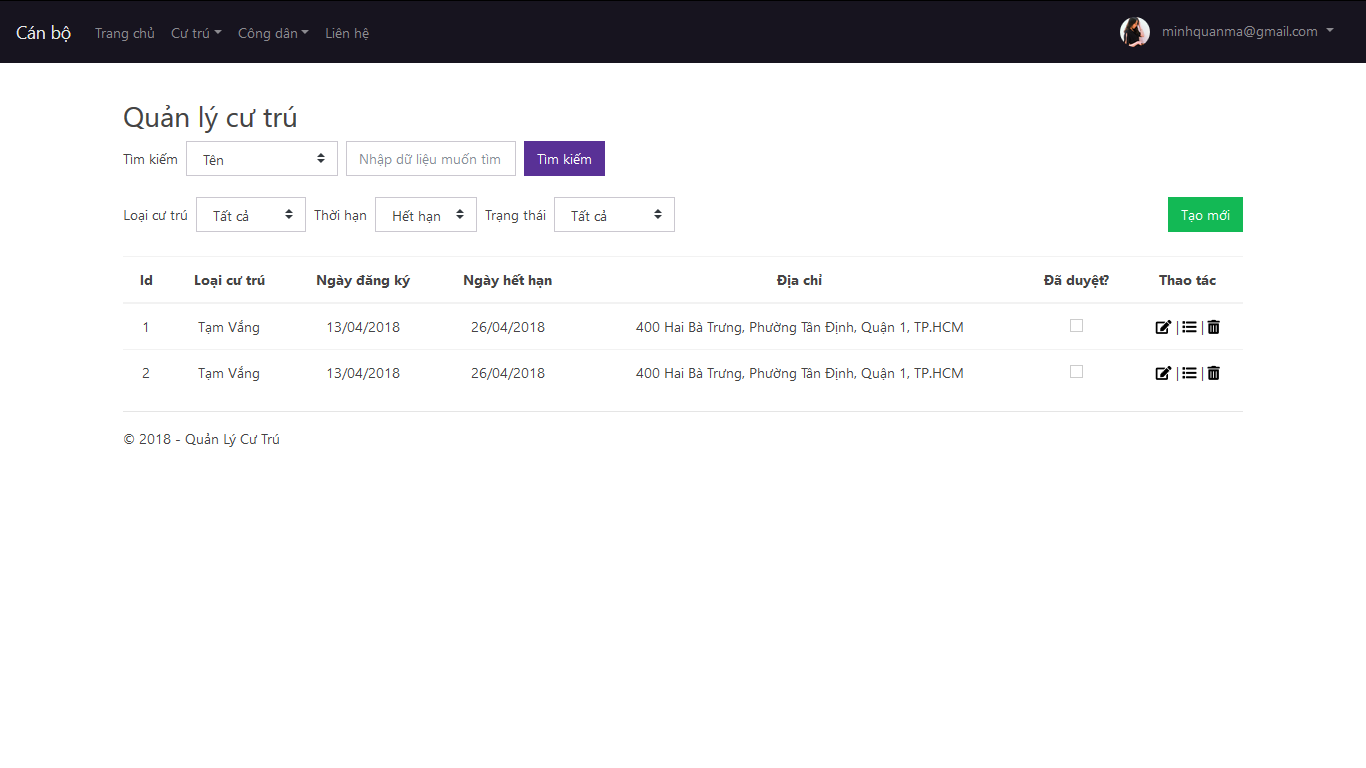 Cán bộ Trang chủ Cư trú Công dân Liên hệ minhquanma@gmail.com
Quản lý cư trú
Tìm kiếm Tên Nhập dữ liệu muốn tìm Tìm kiếm
Loại cư trú Tất cả Thời hạn Hết hạn Trạng thái Tất cả Tạo mới
Id Loại cư trú Ngày đăng ký Ngày hết hạn Địa chỉ Đã duyệt? Thao tác
1 Tạm Vắng 13/04/2018 26/04/2018 400 Hai Bà Trưng, Phường Tân Định, Quận 1, TP.HCM | |
2 Tạm Vắng 13/04/2018 26/04/2018 400 Hai Bà Trưng, Phường Tân Định, Quận 1, TP.HCM | |
© 2018 - Quản Lý Cư Trú